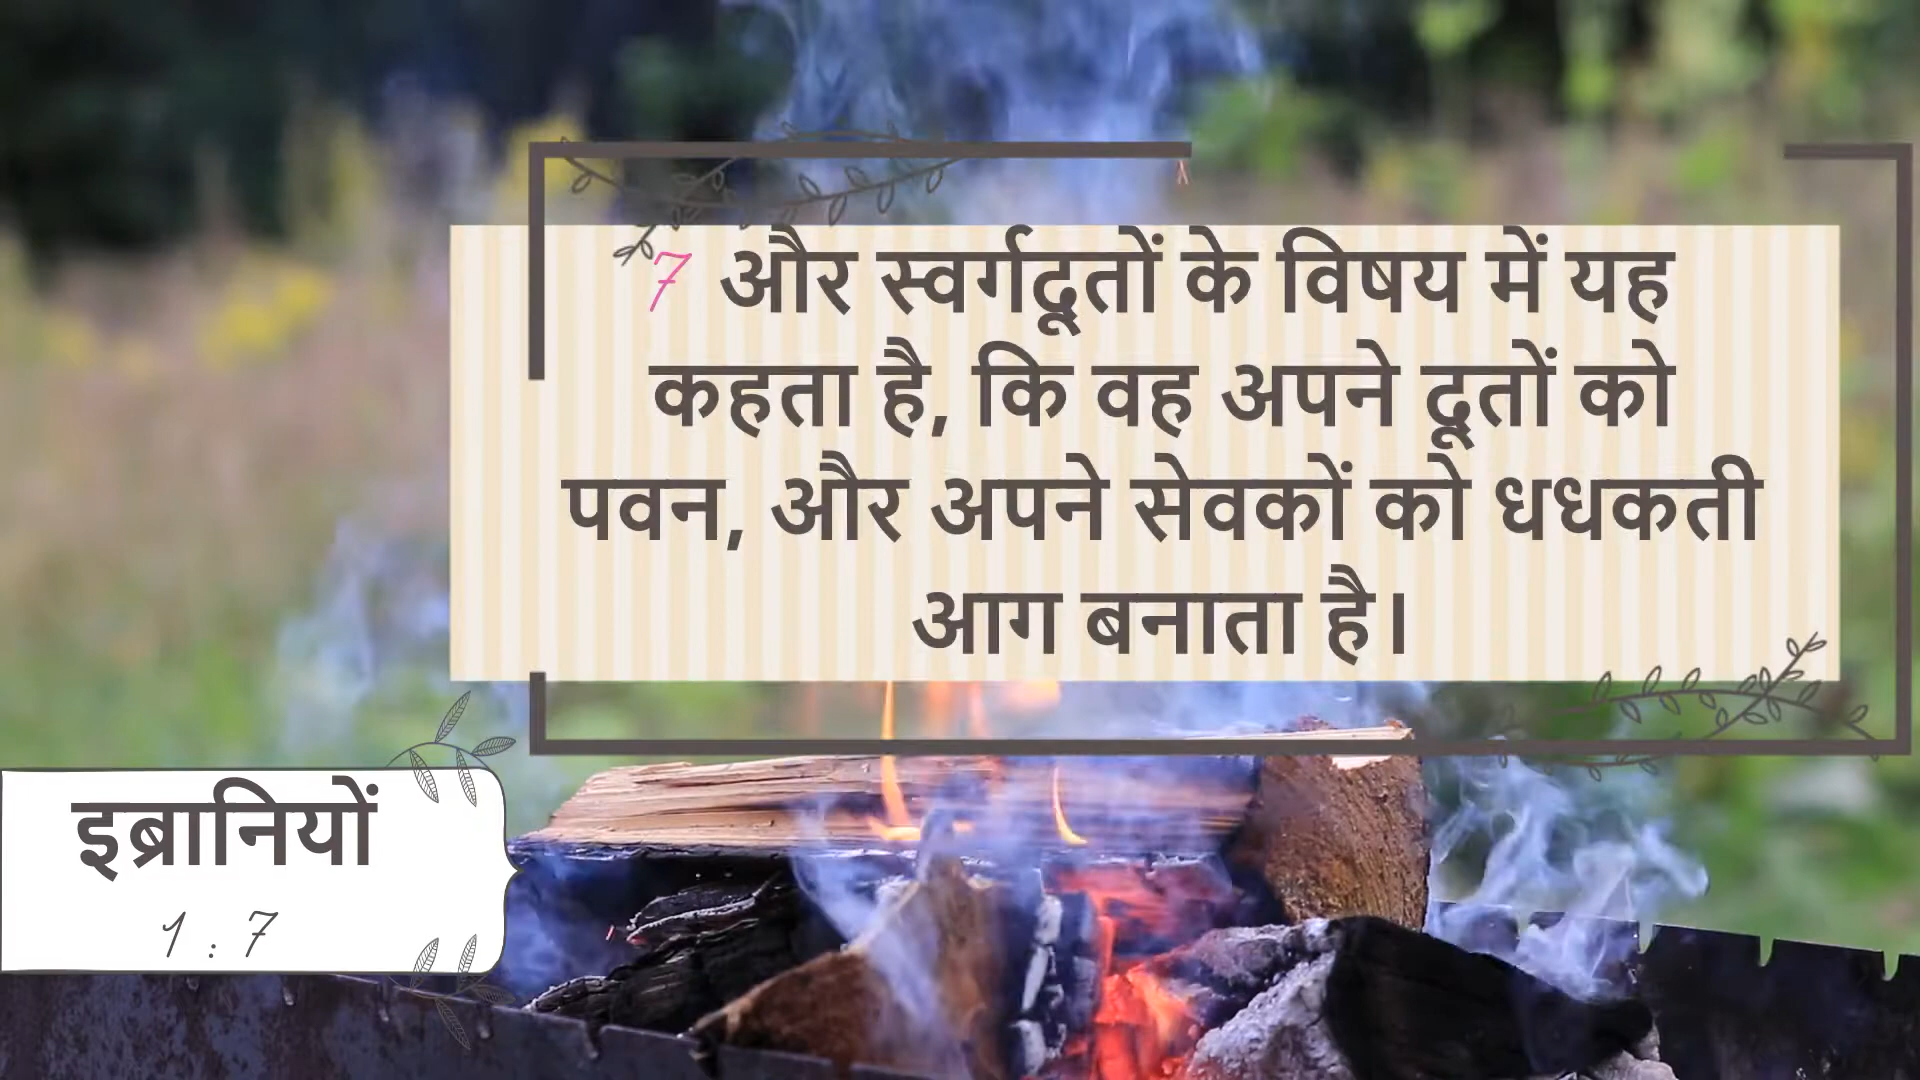 7 और स्वर्गदूतों के विषय में यह
कहता है, कि वह अपने दूतों को
पवन, और अपने सेवकों को धधकती
आग बनाता है।
इब्रानियों
1 : 7